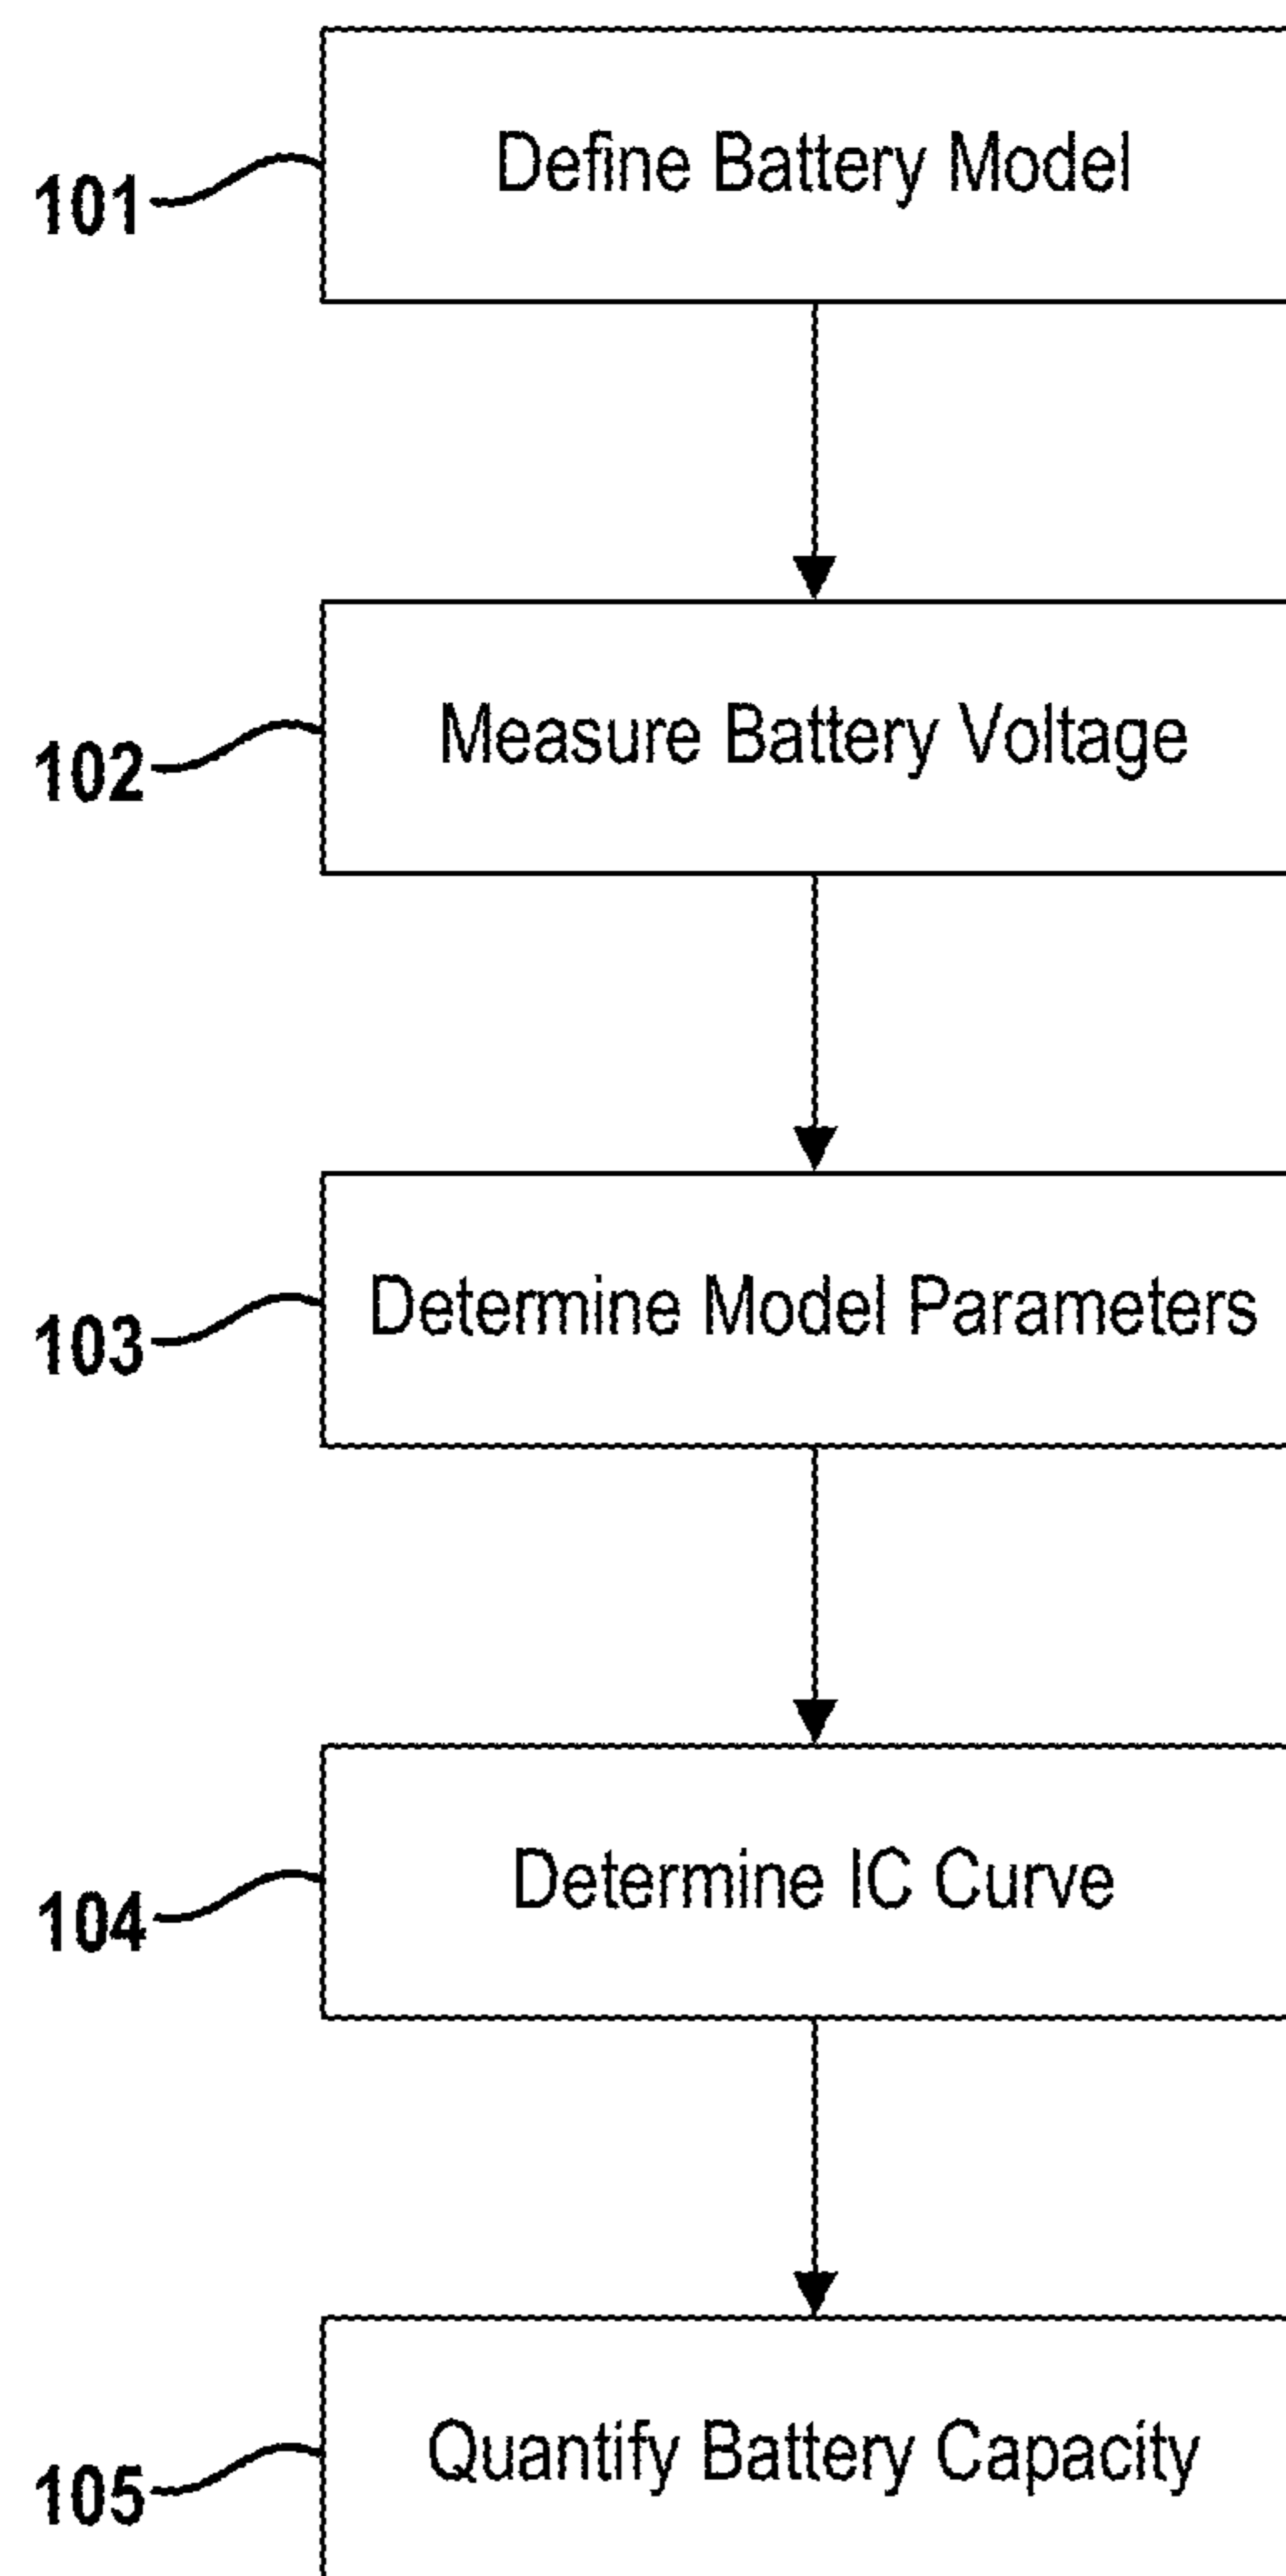 Define Battery Model
101
Measure Battery Voltage
102
Determine Model Parameters
103
Determine IC Curve
104
Quantify Battery Capacity
105